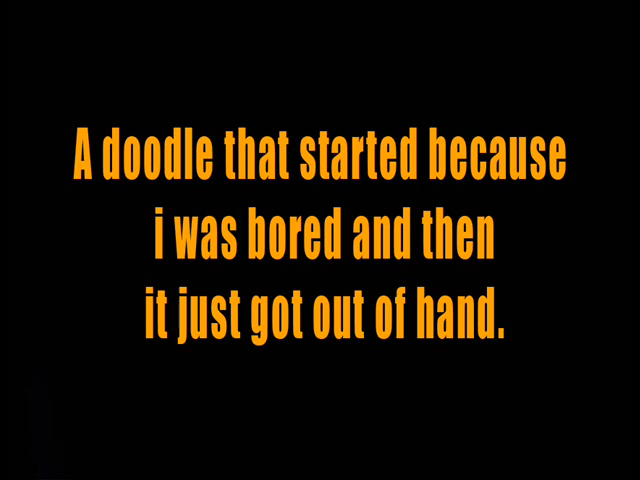 A doodle that started because
i was bored and then
it just got out of hand.